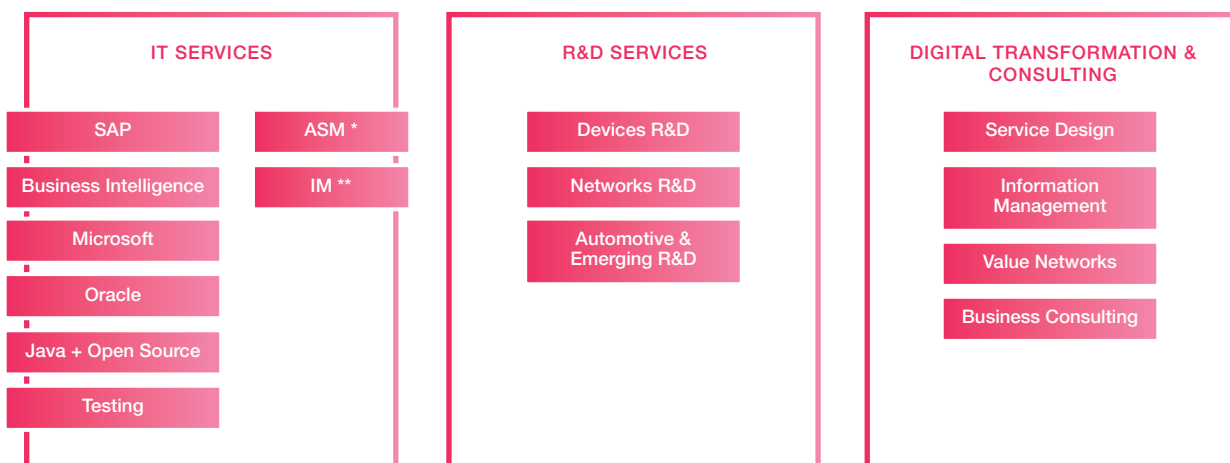 IT SERVICES
SAP
Business Intelligence
Microsoft
Oracle
Java + Open Source
Testing
ASM *
IM **
R&D SERVICES
Devices R&D
Networks R&D
Automotive &
Emerging R&D
DIGITAL TRANSFORMATION &
CONSULTING
Service Design
Information
Management
Value Networks
Business Consulting